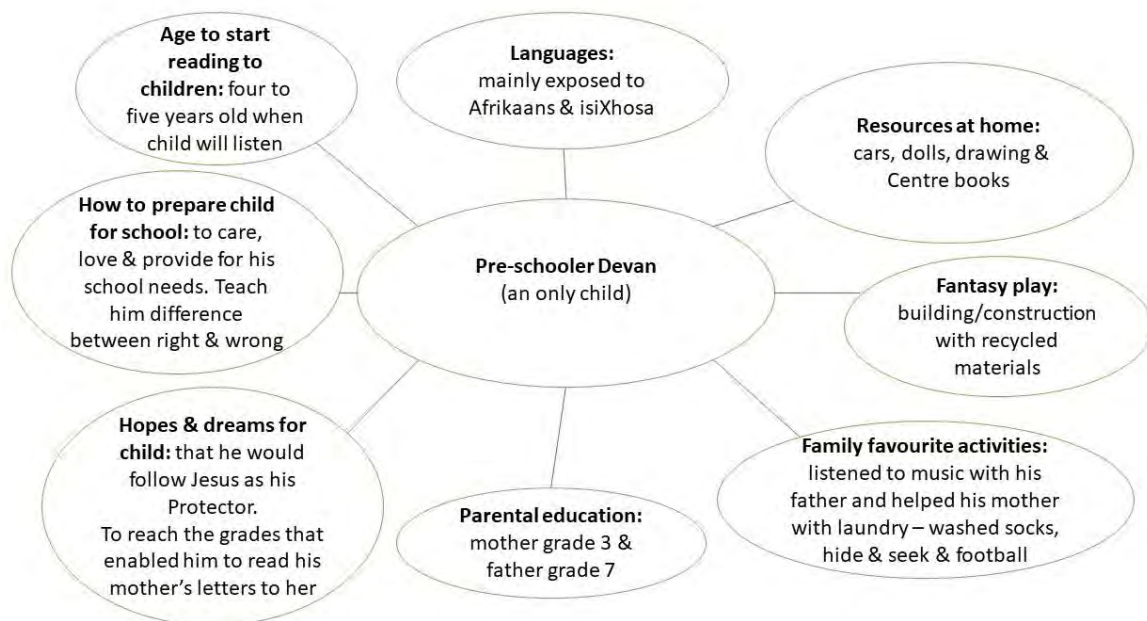 Age to start
reading to
children: four to
five years old when
child will listen
Languages:
mainly exposed to
Afrikaans & isiXhosa
Resources at home:
cars, dolls, drawing &
Centre books
How to prepare child
for school: to care,
love & provide for his
school needs. Teach
him difference
between right & wrong
Pre-schooler Devan
(an only child)
Fantasy play:
building/construction
with recycled
materials
Hopes & dreams for
child: that he would
follow Jesus as his
Protector.
To reach the grades that
enabled him to read his
mother's letters to her
Parental education:
mother grade 3 &
father grade 7
Family favourite activities:
listened to music with his
father and helped his mother
with laundry – washed socks,
hide & seek & football